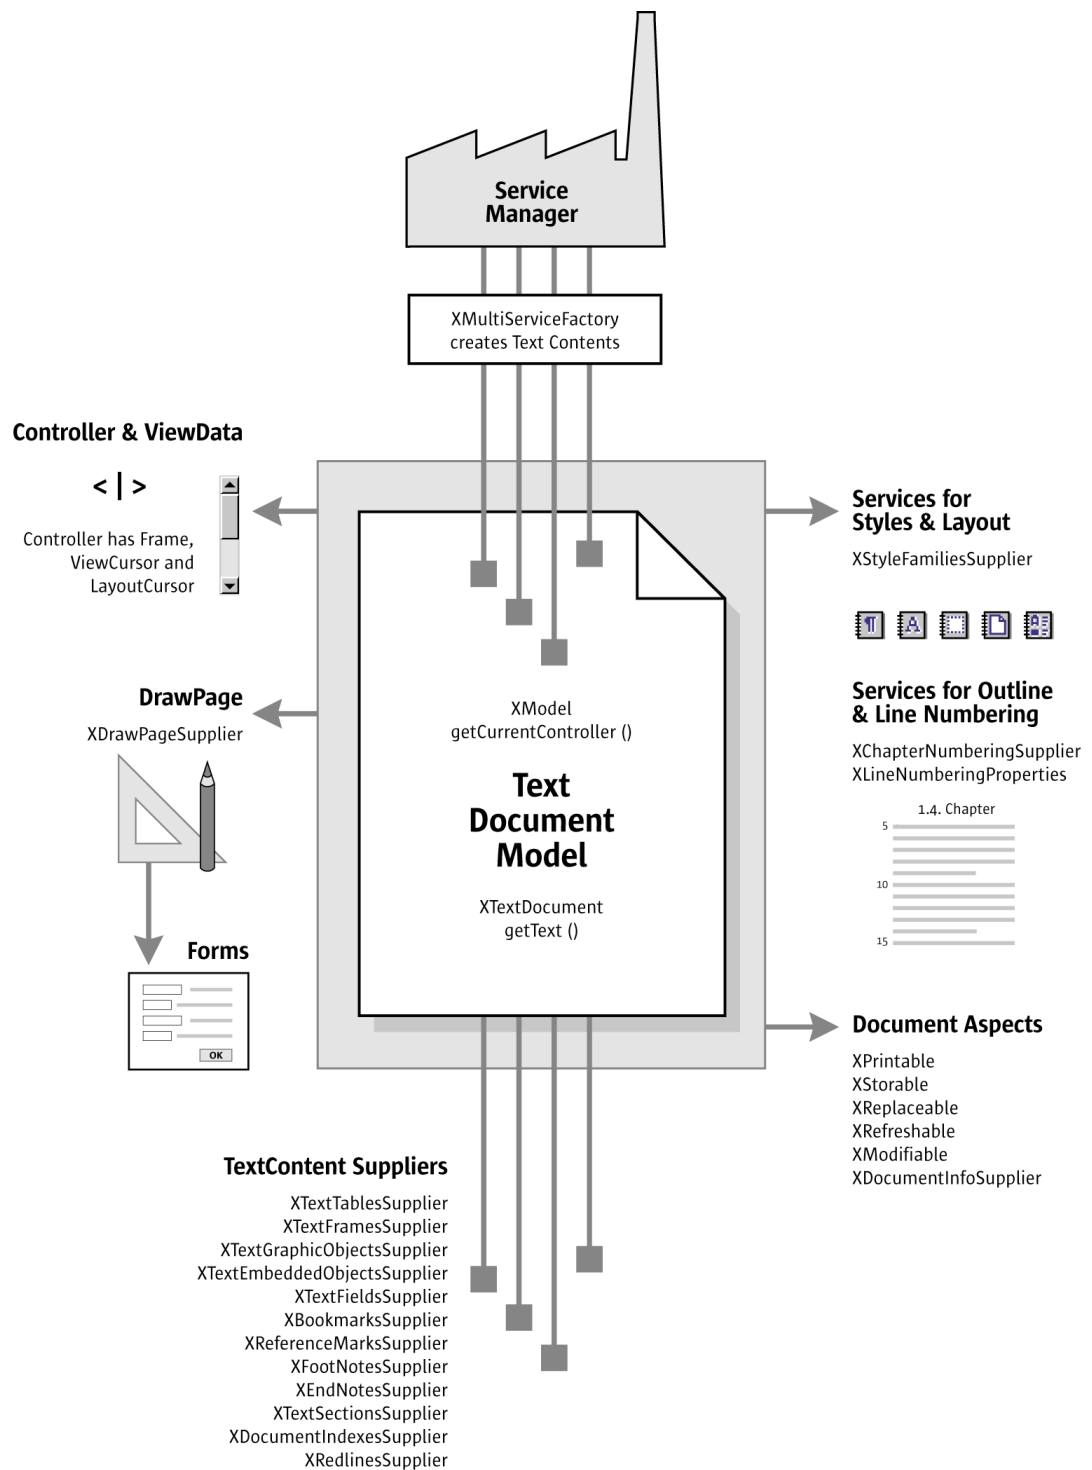 Service
Manager
XMultiServiceFactory
creates Text Contents
Controller & ViewData
< | >
Controller has Frame,
ViewCursor and
LayoutCursor
DrawPage
XDrawPageSupplier
Forms
OK
XModel
getCurrentController ()
Text
Document
Model
XTextDocument
getText ()
Services for
Styles & Layout
XStyleFamiliesSupplier
¶ A
Services for Outline
& Line Numbering
XChapterNumberingSupplier
XLineNumberingProperties
1.4. Chapter
5
10
15
Document Aspects
XPrintable
XStorable
XReplaceable
XRefreshable
XModifiable
XDocumentInfoSupplier
TextContent Suppliers
XTextTablesSupplier
XTextFramesSupplier
XTextGraphicObjectsSupplier
XTextEmbeddedObjectsSupplier
XTextFieldsSupplier
XBookmarksSupplier
XReferenceMarksSupplier
XFootNotesSupplier
XEndNotesSupplier
XTextSectionsSupplier
XDocumentIndexesSupplier
XRedlinesSupplier